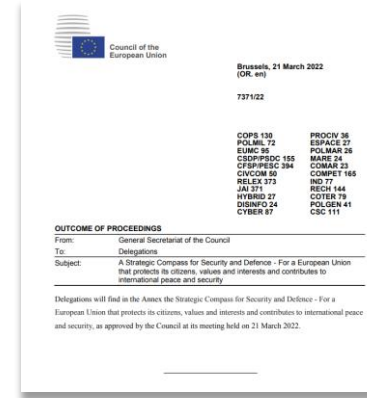 Council of the
European Union
Brussels, 21 March 2022
(OR. en)
7371/22
COPS 130
POLMIL 72
EUMC 95
CSDP/PSDC 155
CFSP/PESC 394
CIVCOM 50
RELEX 373
JAI 371
HYBRID 27
DISINFO 24
CYBER 87
PROCIV 36
ESPACE 27
POLMAR 26
MARE 24
COMAR 23
COMPET 165
IND 77
RECH 144
COTER 79
POLGEN 41
CSC 111
OUTCOME OF PROCEEDINGS
From: General Secretariat of the Council
To: Delegations
Subject: A Strategic Compass for Security and Defence - For a European Union
that protects its citizens, values and interests and contributes to
international peace and security
Delegations will find in the Annex the Strategic Compass for Security and Defence - For a
European Union that protects its citizens, values and interests and contributes to international peace
and security, as approved by the Council at its meeting held on 21 March 2022.